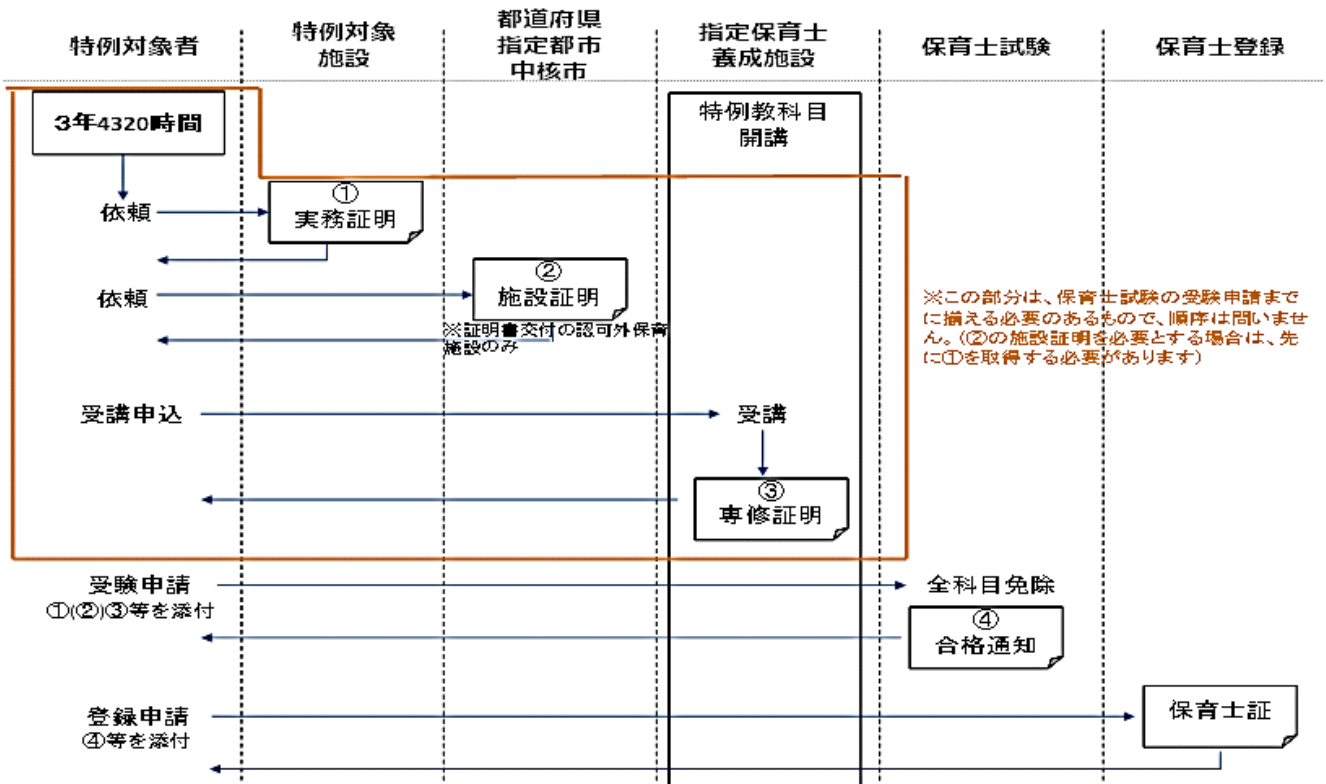 特例対象者
特例対象
施設
都道府県
指定都市
中核市
指定保育士
養成施設
保育士試験
保育士登録
3年4320時間
特例教科目
開講
依頼
①
実務証明
依頼
②
施設証明
※証明書交付の認可外保育
施設のみ
※この部分は、保育士試験の受験申請まで
に揃える必要のあるもので、順序は問いませ
ん。(②の施設証明を必要とする場合は、先
に①を取得する必要があります)
受講申込
受講
③
専修証明
受験申請
①(②)③等を添付
全科目免除
④
合格通知
登録申請
④等を添付
保育士証